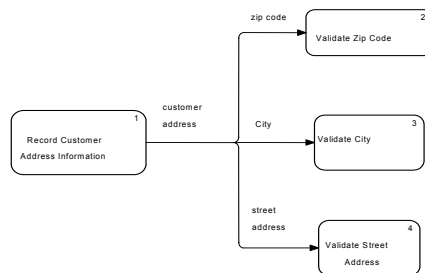 zip code
2
Validate Zip Code
customer
address
1
Record Customer
Address Information
City
3
Validate City
street
address
4
Validate Street
Address